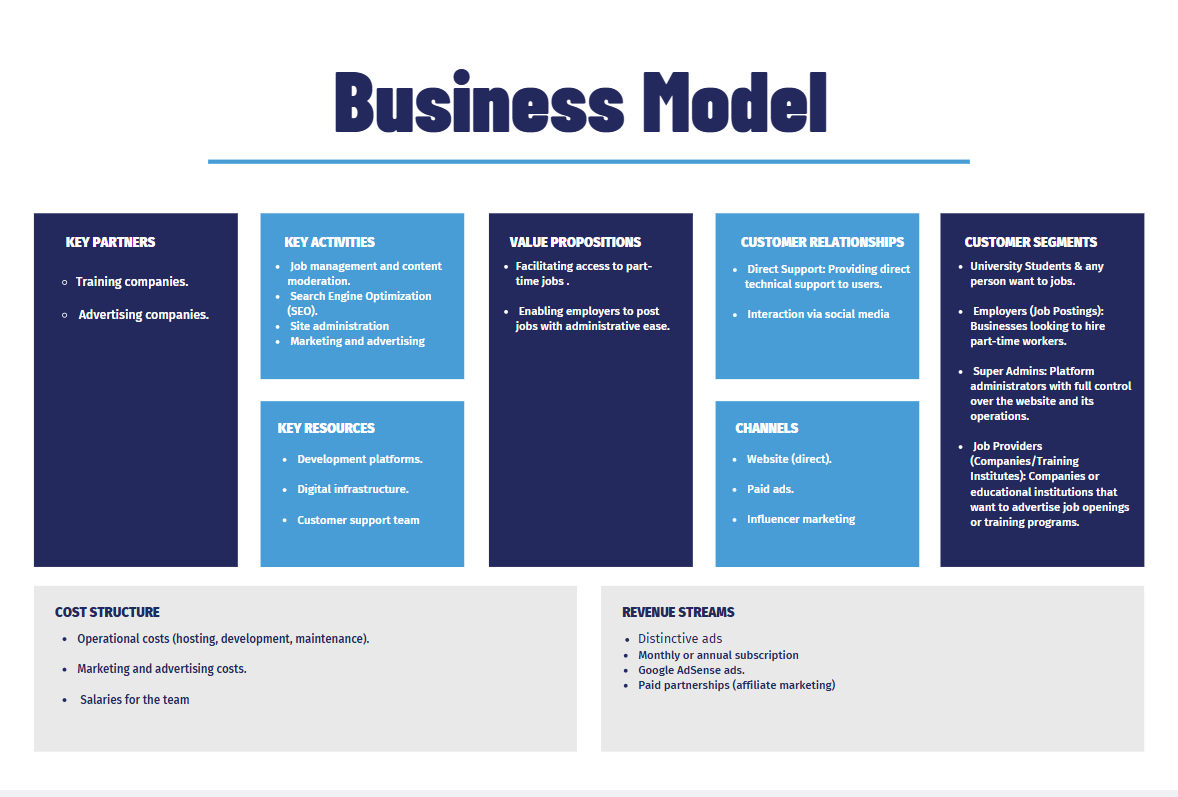 Business Model
KEY PARTNERS
◦ Training companies.
◦ Advertising companies.
KEY ACTIVITIES
• Job management and content
moderation.
• Search Engine Optimization
(SEO).
• Site administration
• Marketing and advertising
KEY RESOURCES
• Development platforms.
• Digital infrastructure.
• Customer support team
VALUE PROPOSITIONS
• Facilitating access to part-
time jobs .
• Enabling employers to post
jobs with administrative ease.
CUSTOMER RELATIONSHIPS
• Direct Support: Providing direct
technical support to users.
• Interaction via social media
CHANNELS
• Website (direct).
• Paid ads.
• Influencer marketing
CUSTOMER SEGMENTS
• University Students & any
person want to jobs.
• Employers (Job Postings):
Businesses looking to hire
part-time workers.
• Super Admins: Platform
administrators with full control
over the website and its
operations.
• Job Providers
(Companies/Training
Institutes): Companies or
educational institutions that
want to advertise job openings
or training programs.
COST STRUCTURE
• Operational costs (hosting, development, maintenance).
• Marketing and advertising costs.
• Salaries for the team
REVENUE STREAMS
• Distinctive ads
• Monthly or annual subscription
• Google AdSense ads.
• Paid partnerships (affiliate marketing)